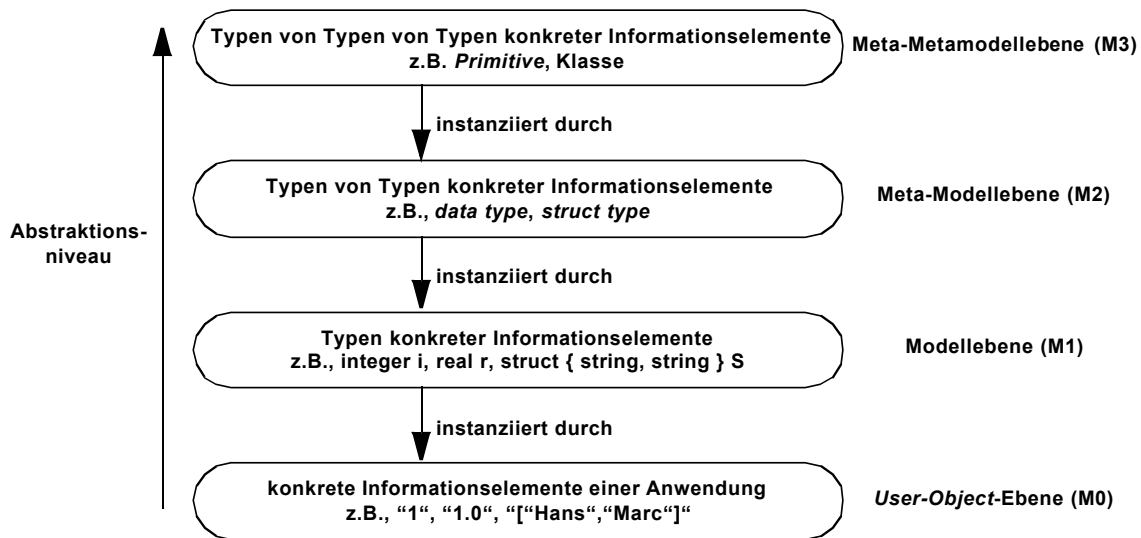 Typen von Typen von Typen konkreter Informationselemente
z.B. Primitive, Klasse
Meta-Metamodellebene (M3)
instanziiert durch
Typen von Typen konkreter Informationselemente
z.B., data type, struct type
Meta-Modellebene (M2)
Abstraktions-
niveau
instanziiert durch
Typen konkreter Informationselemente
z.B., integer i, real r, struct { string, string } S
Modellebene (M1)
instanziiert durch
konkrete Informationselemente einer Anwendung
z.B., “1“, “1.0“, “[“Hans“,“Marc“]“
User-Object-Ebene (M0)